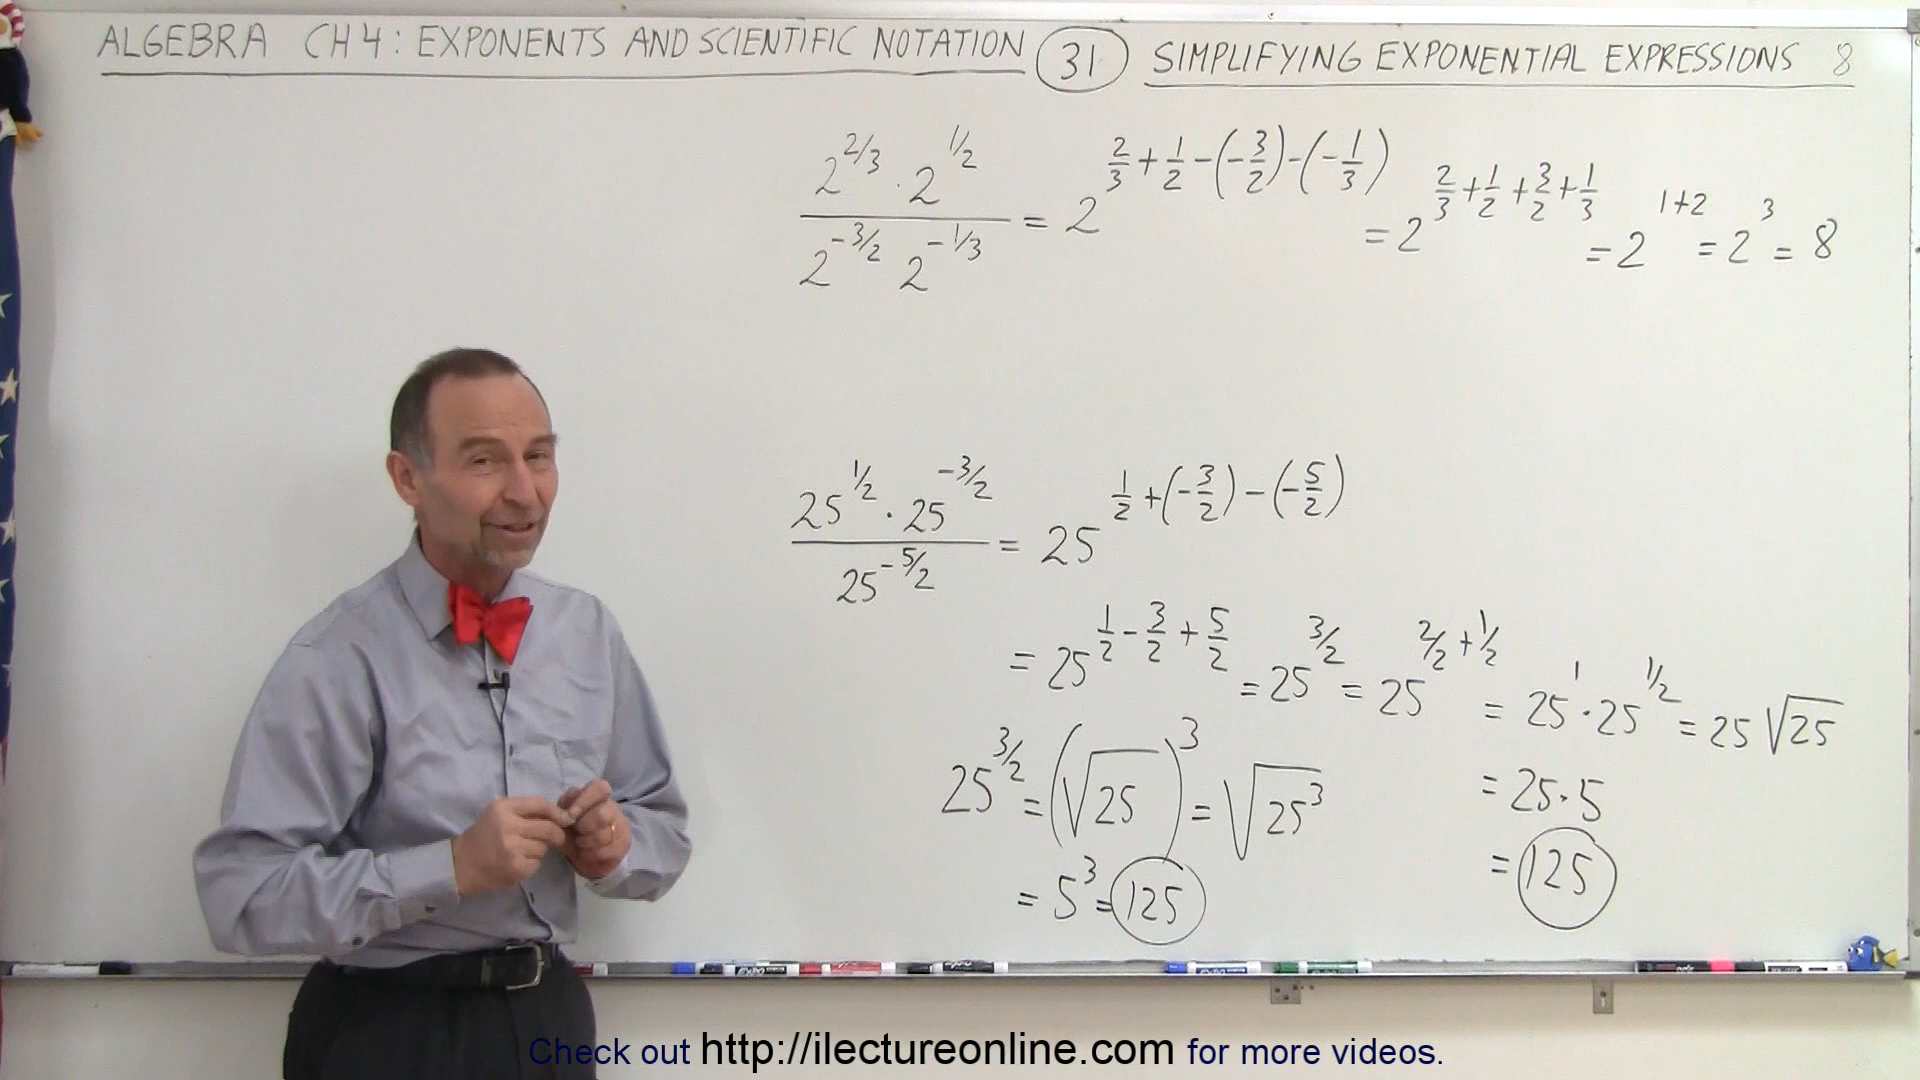 ALGEBRA CH 4: EXPONENTS AND SCIENTIFIC NOTATION 31 SIMPLIFYING EXPONENTIAL EXPRESSIONS 8
2^{2/3} · 2^{1/2} / 2^{-3/2} 2^{-1/3} = 2^{2/3 + 1/2 - (-3/2) - (-1/3)} = 2^{2/3 + 1/2 + 3/2 + 1/3} = 2^{1+2} = 2^3 = 8
25^{1/2} · 25^{-3/2} / 25^{-5/2} = 25^{1/2 + (-3/2) - (-5/2)}
= 25^{1/2 - 3/2 + 5/2} = 25^{3/2} = 25^{2/2 + 1/2} = 25^1 · 25^{1/2} = 25 √25
25^{3/2} = (√25)^3 = √25^3
= 25 · 5
= 5^3 = 125
= 125
EXPO
Check out http://ilectureonline.com for more videos.